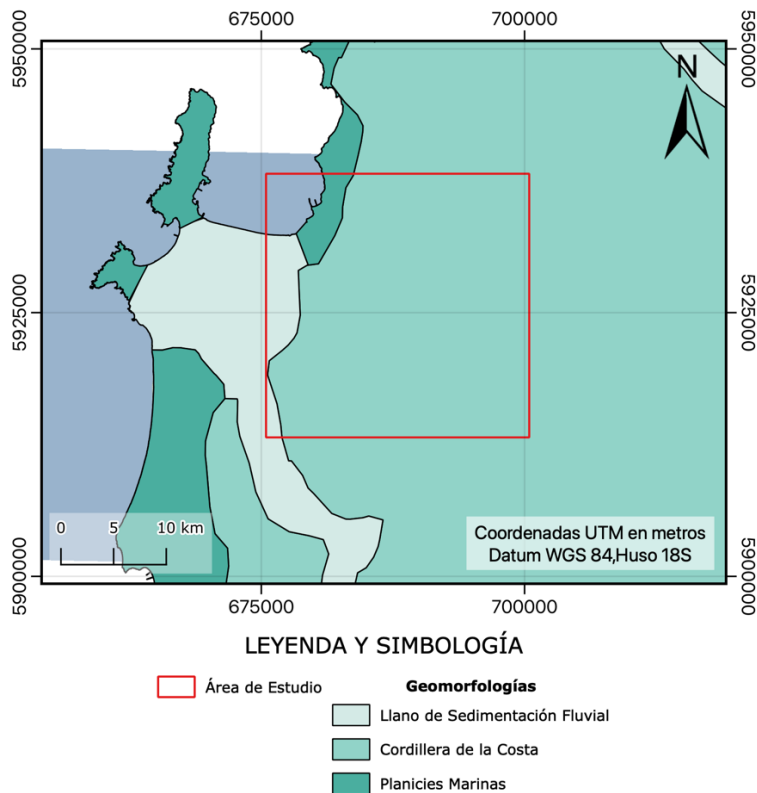 675000 700000
5950000 5950000
N
5925000 5925000
0 5 10 km
Coordenadas UTM en metros
Datum WGS 84,Huso 18S
5900000 5900000
675000 700000
LEYENDA Y SIMBOLOGÍA
Área de Estudio
Geomorfologías
Llano de Sedimentación Fluvial
Cordillera de la Costa
Planicies Marinas